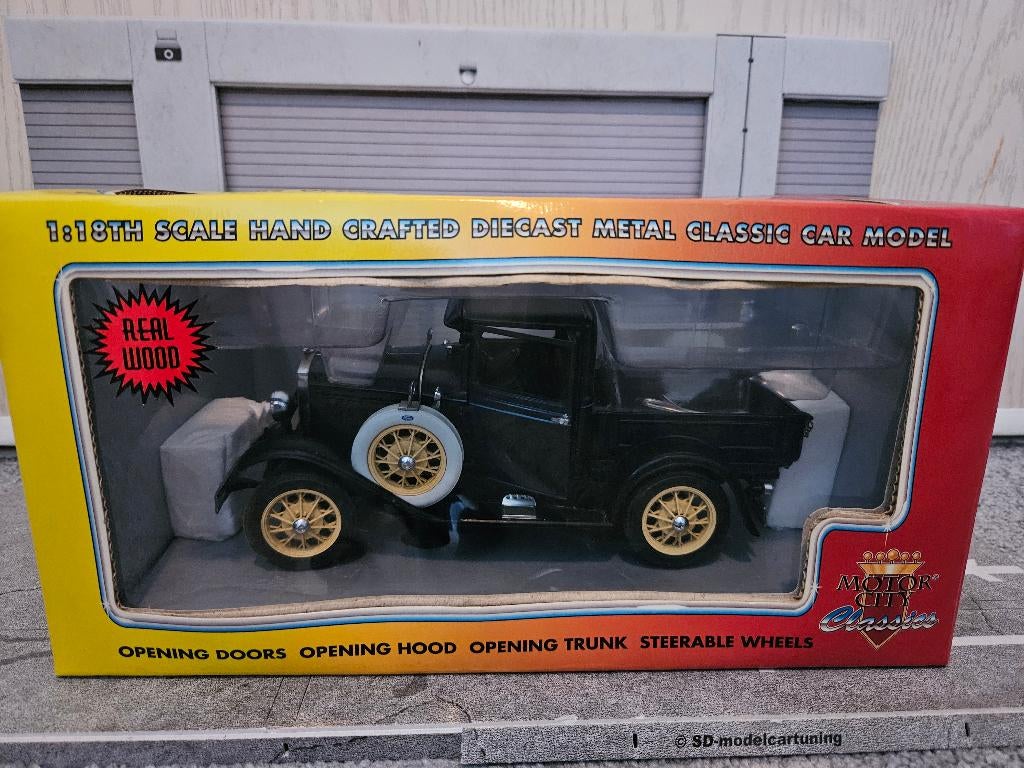 1:18TH SCALE HAND CRAFTED DIECAST METAL CLASSIC CAR MODEL
REAL
WOOD
MOTOR
CITY
Classics
OPENING DOORS OPENING HOOD OPENING TRUNK STEERABLE WHEELS
© SD-modelcartuning